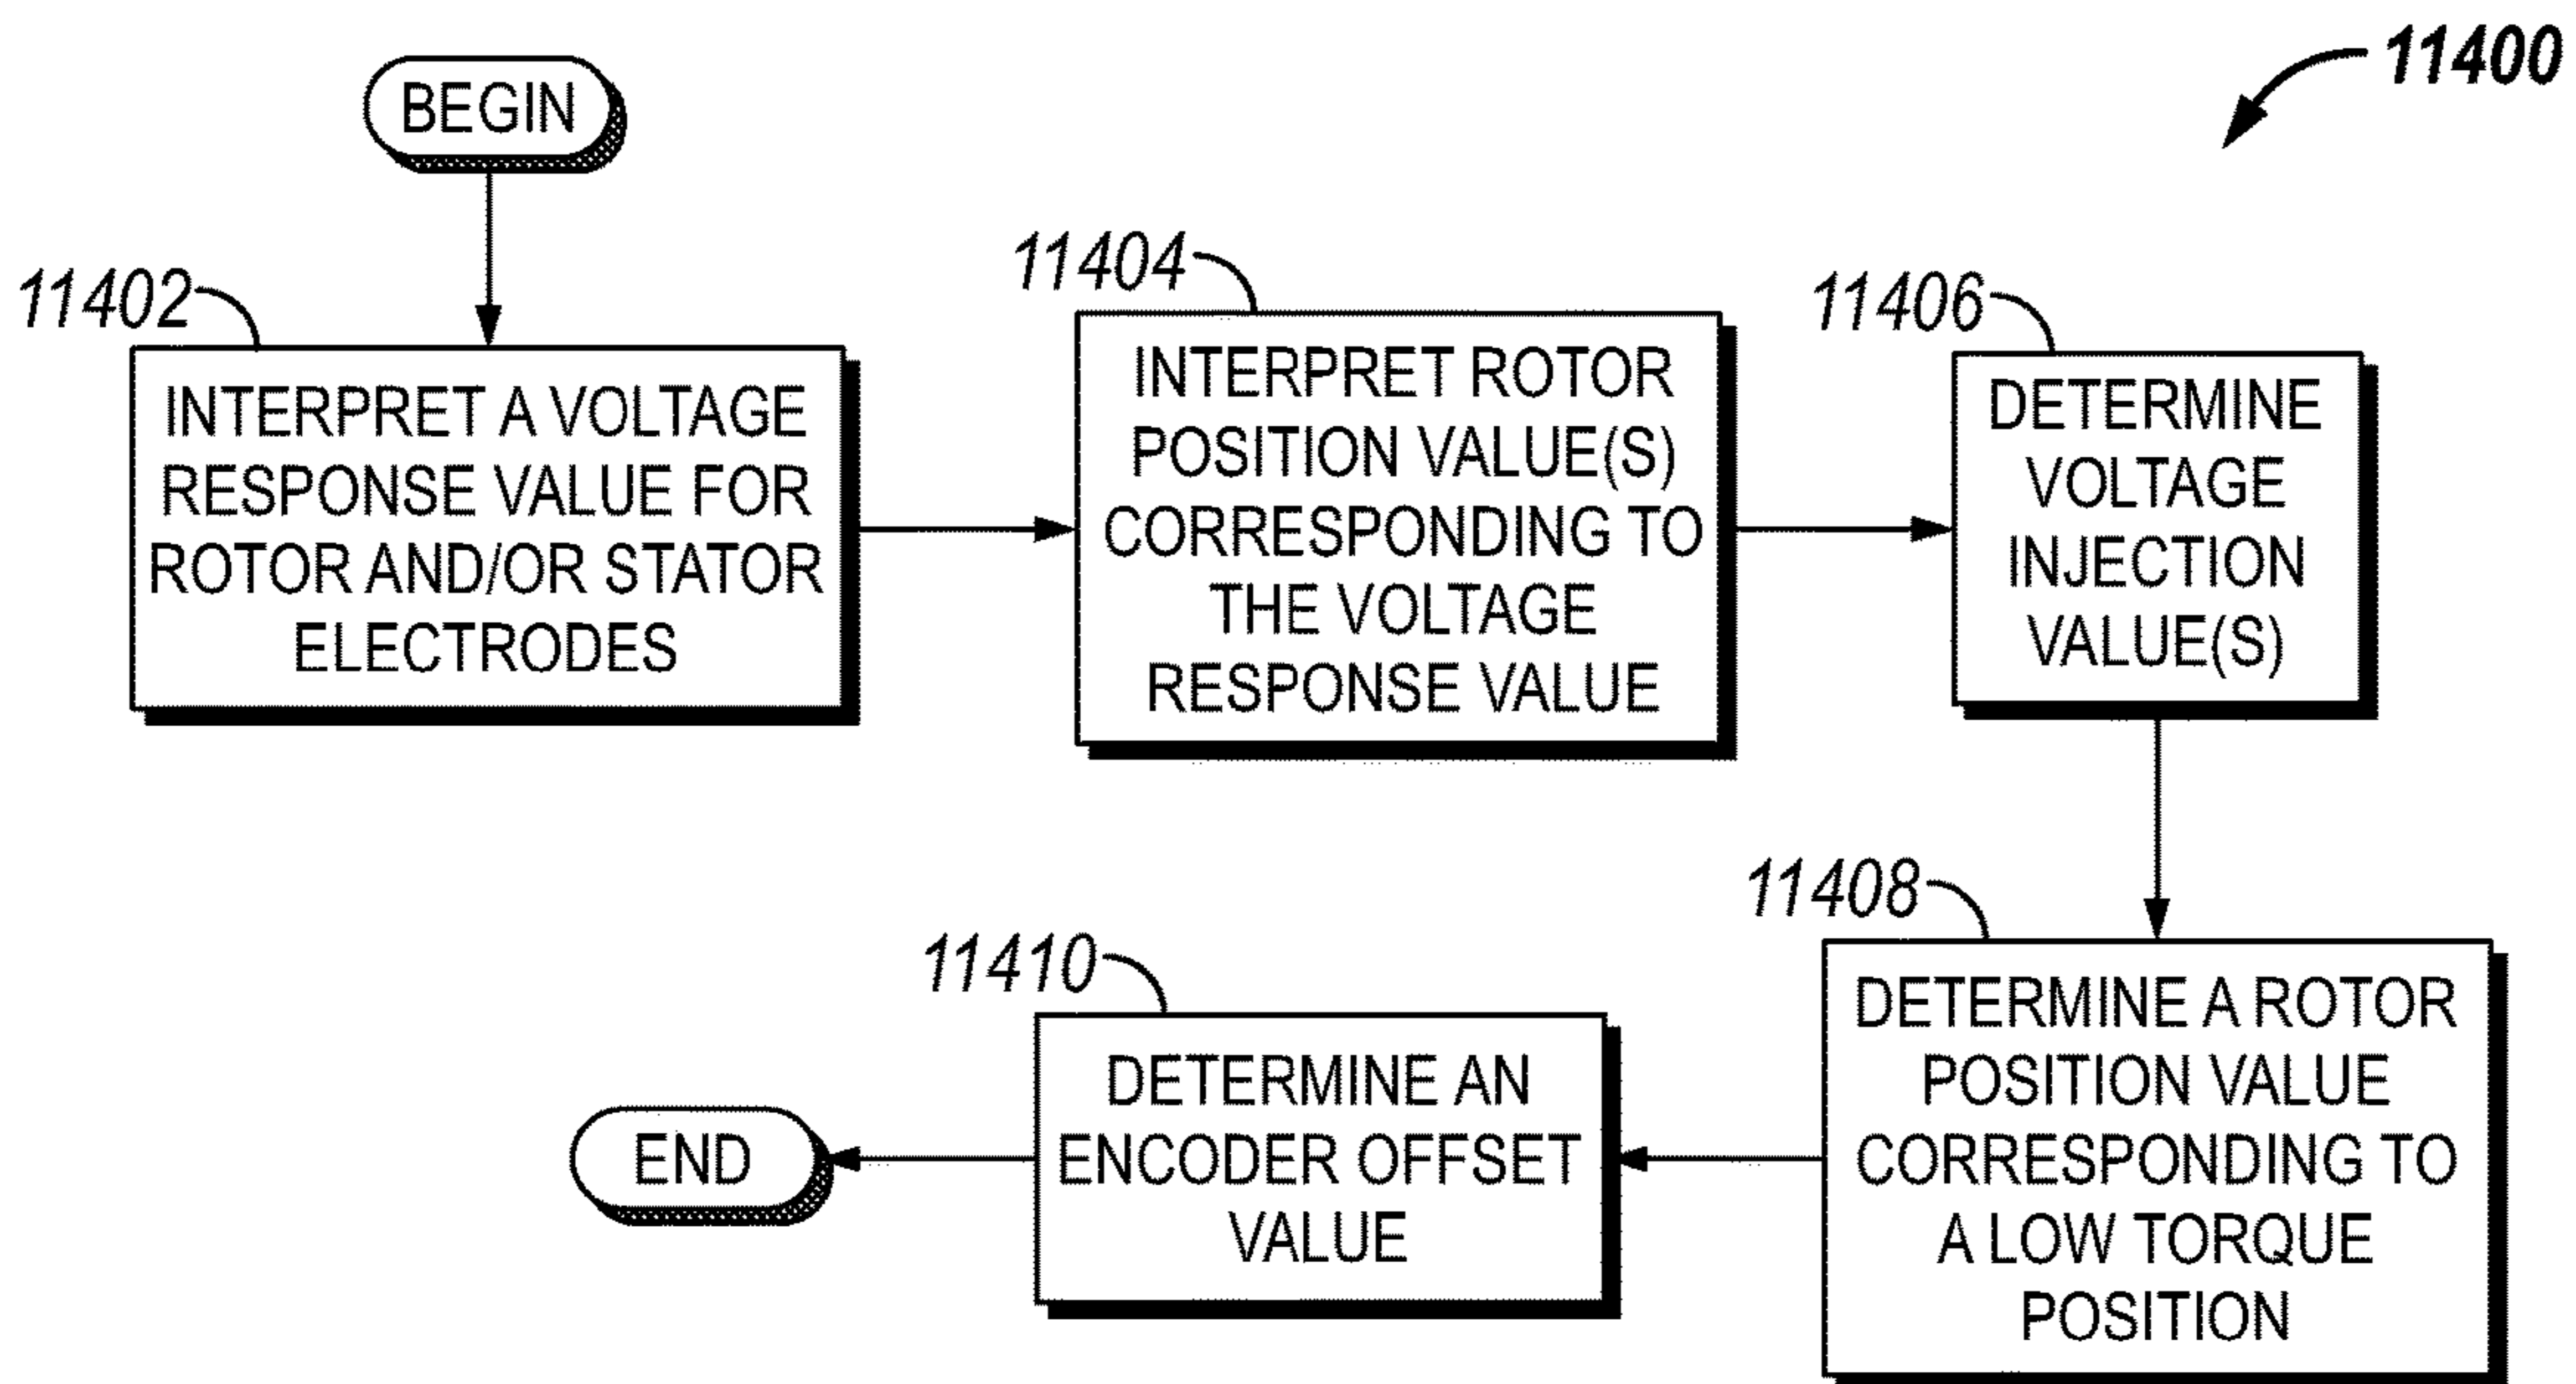 11400
BEGIN
11402
INTERPRET A VOLTAGE
RESPONSE VALUE FOR
ROTOR AND/OR STATOR
ELECTRODES
11404
INTERPRET ROTOR
POSITION VALUE(S)
CORRESPONDING TO
THE VOLTAGE
RESPONSE VALUE
11406
DETERMINE
VOLTAGE
INJECTION
VALUE(S)
11408
DETERMINE A ROTOR
POSITION VALUE
CORRESPONDING TO
A LOW TORQUE
POSITION
11410
DETERMINE AN
ENCODER OFFSET
VALUE
END